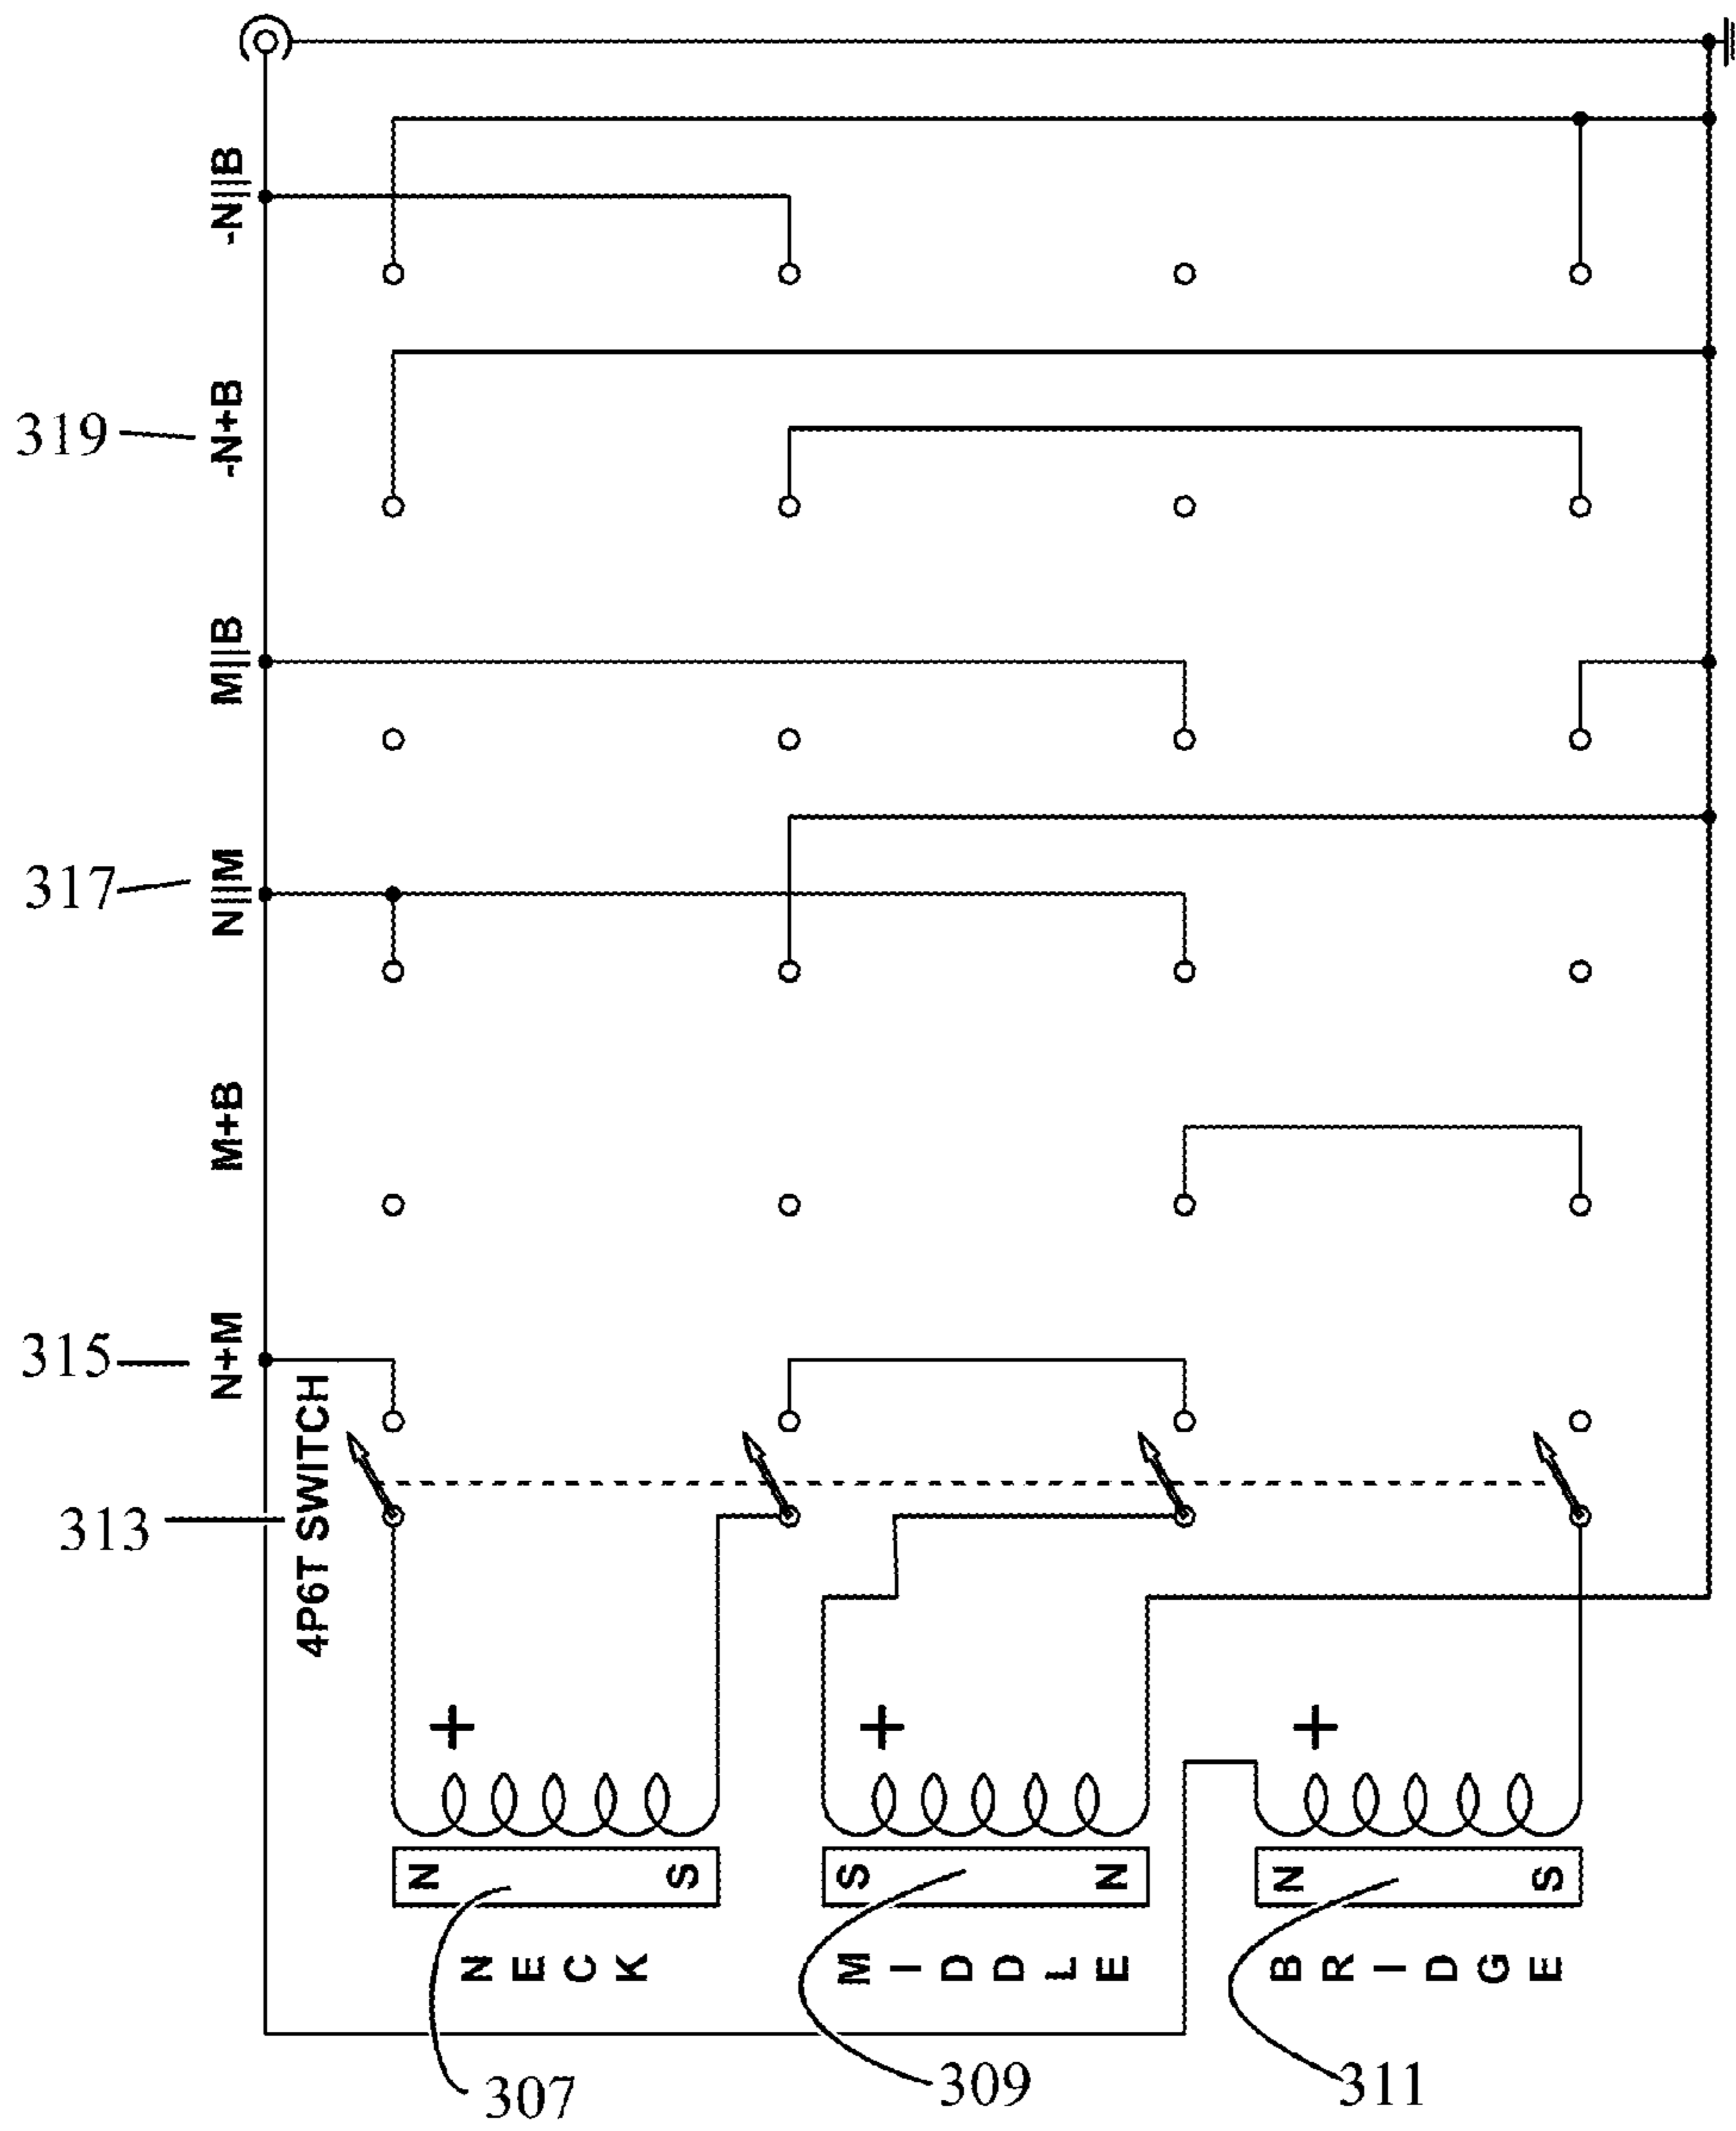 -N||B
319
-N+B
M||B
317
N||M
M+B
315
N+M
313
4P6T SWITCH
+ + +
N S
S N
N S
NECK
MIDDLE
BRIDGE
307
309
311